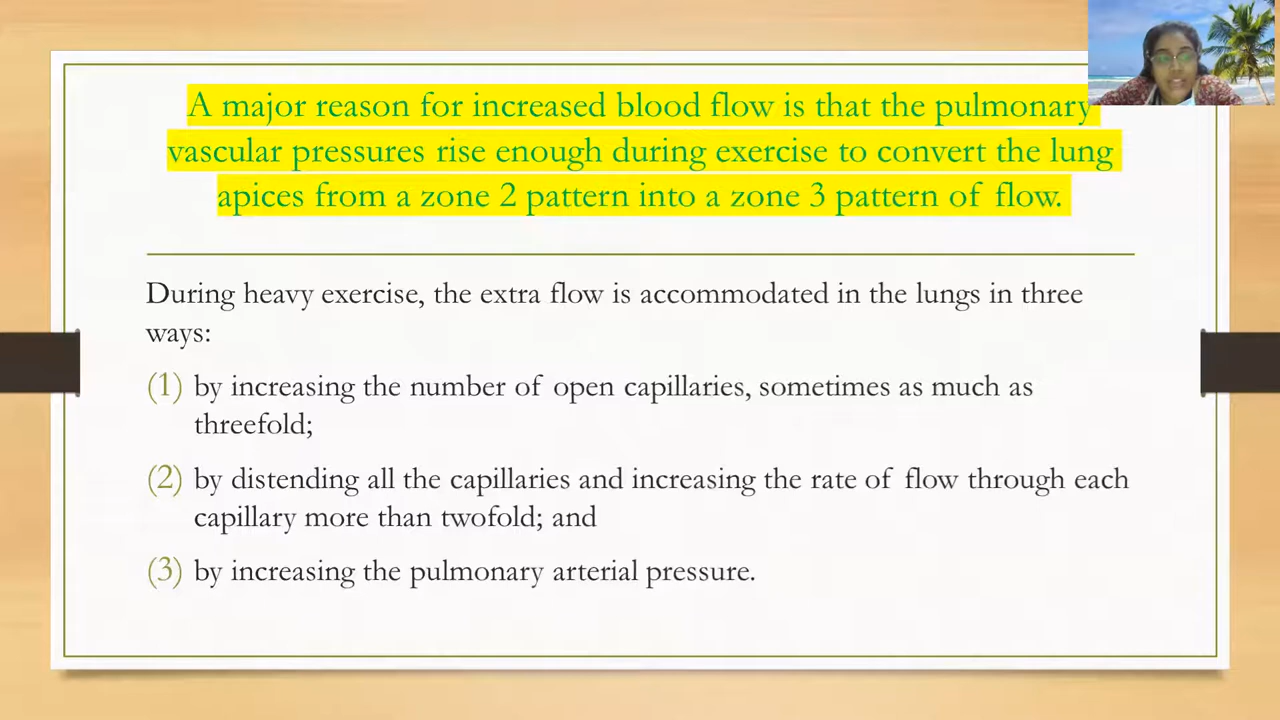 A major reason for increased blood flow is that the pulmonary
vascular pressures rise enough during exercise to convert the lung
apices from a zone 2 pattern into a zone 3 pattern of flow.
During heavy exercise, the extra flow is accommodated in the lungs in three
ways:
(1) by increasing the number of open capillaries, sometimes as much as
threefold;
(2) by distending all the capillaries and increasing the rate of flow through each
capillary more than twofold; and
(3) by increasing the pulmonary arterial pressure.